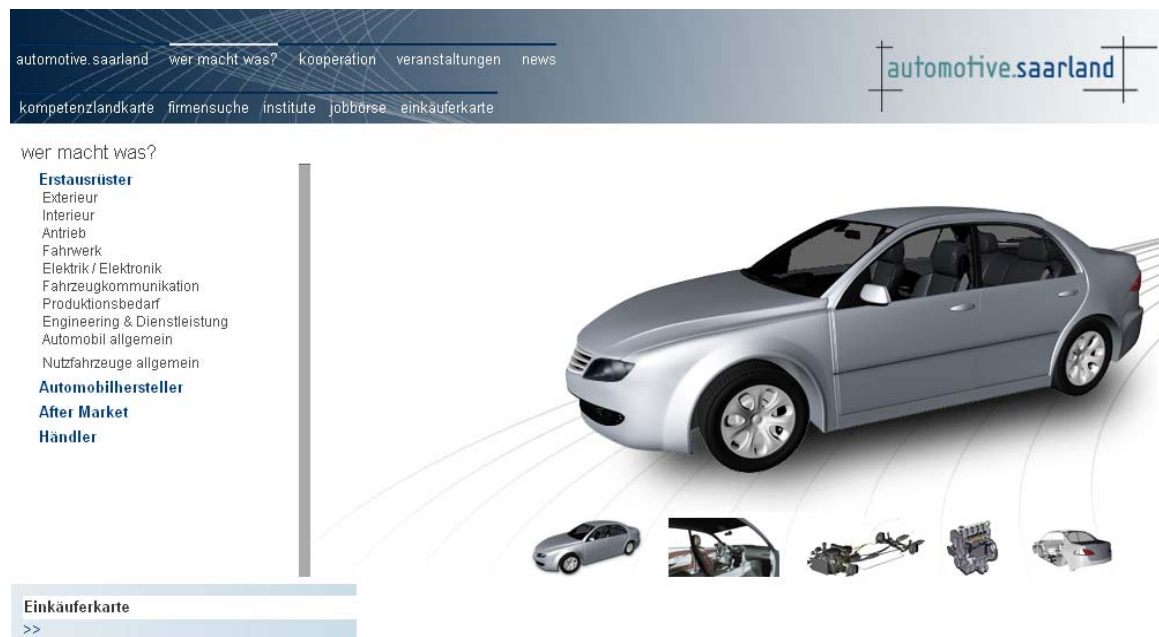 automotive.saarland wer macht was? kooperation veranstaltungen news
automotive.saarland
kompetenzlandkarte firmensuche institute jobbörse einkäuferkarte
wer macht was?
Erstausrüster
Exterieur
Interieur
Antrieb
Fahrwerk
Elektrik / Elektronik
Fahrzeugkommunikation
Produktionsbedarf
Engineering & Dienstleistung
Automobil allgemein
Nutzfahrzeuge allgemein
Automobilhersteller
After Market
Händler
Einkäuferkarte
>>